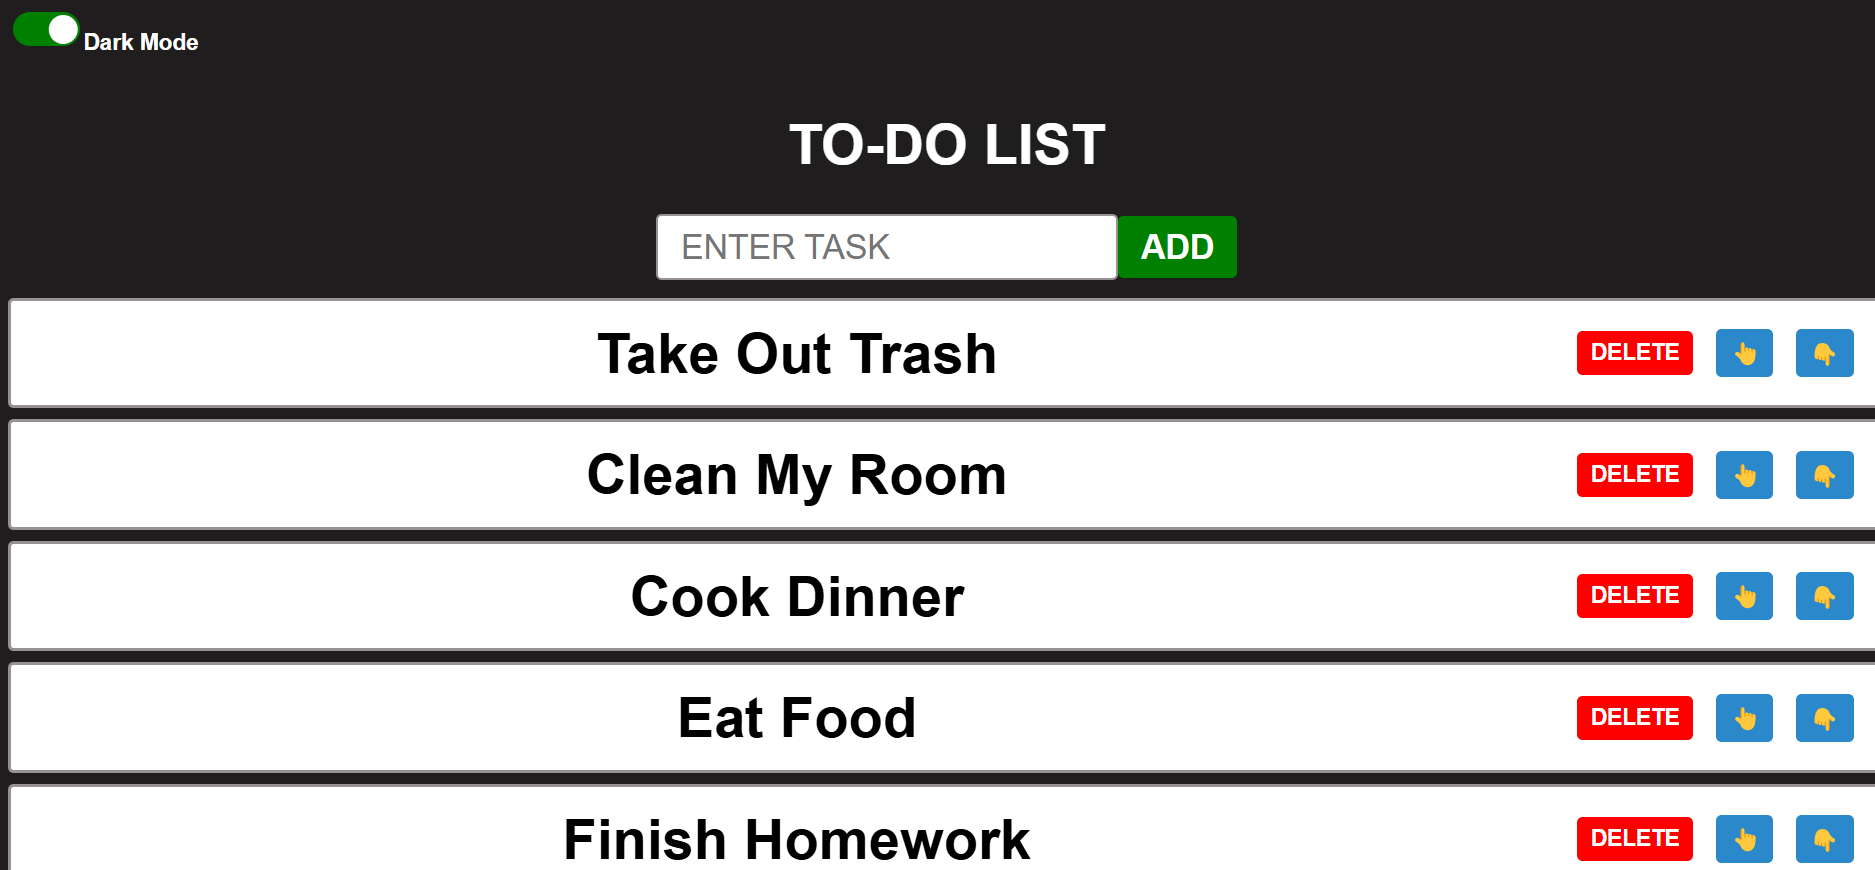 Dark Mode
TO-DO LIST
ENTER TASK ADD
Take Out Trash DELETE 👆 👇
Clean My Room DELETE 👆 👇
Cook Dinner DELETE 👆 👇
Eat Food DELETE 👆 👇
Finish Homework DELETE 👆 👇